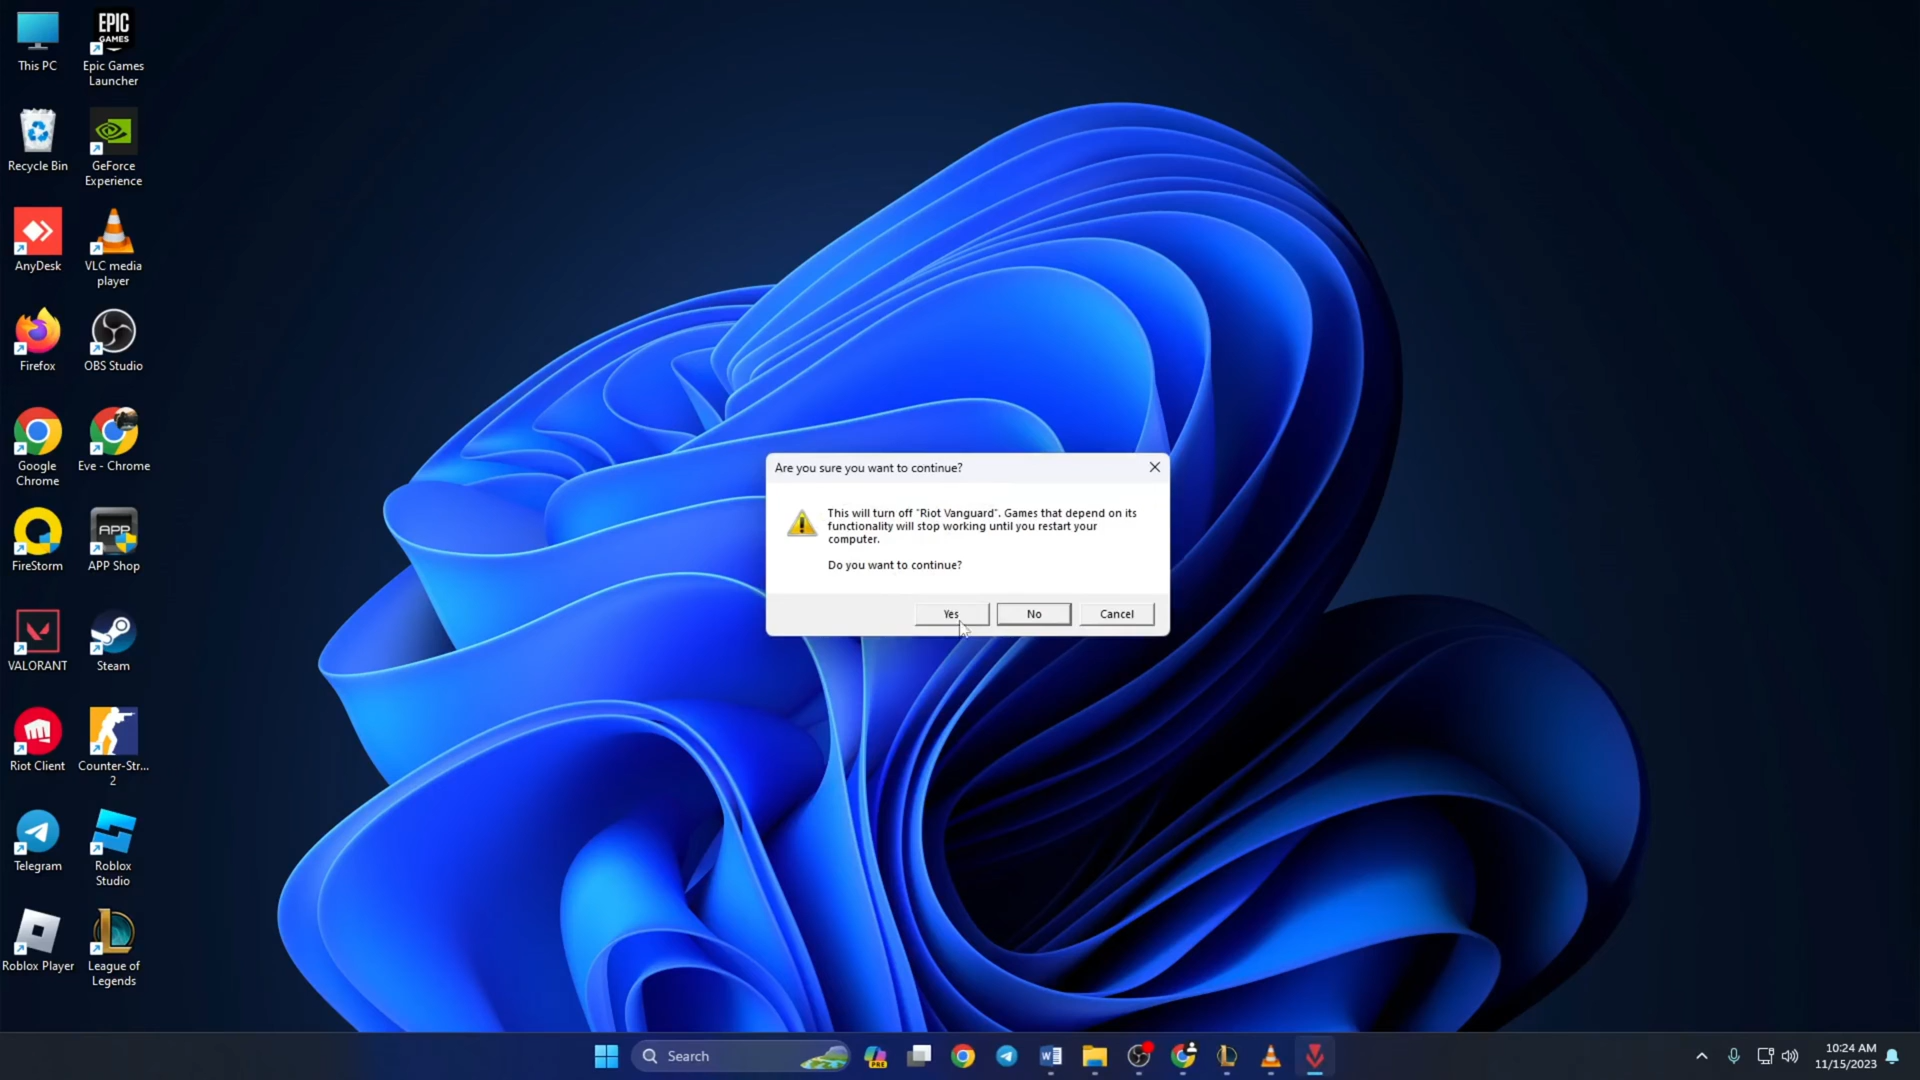 This PC
EPIC
GAMES
Epic Games
Launcher
Recycle Bin
GeForce
Experience
AnyDesk
VLC media
player
Firefox
OBS Studio
Google
Chrome
Eve - Chrome
FireStorm
APP
APP Shop
VALORANT
Steam
Riot Client
Counter-Str...
2
Telegram
Roblox
Studio
Roblox Player
League of
Legends
Are you sure you want to continue?
This will turn off "Riot Vanguard". Games that depend on its
functionality will stop working until you restart your
computer.
Do you want to continue?
Yes
No
Cancel
Search
PRE
W
10:24 AM
11/15/2023